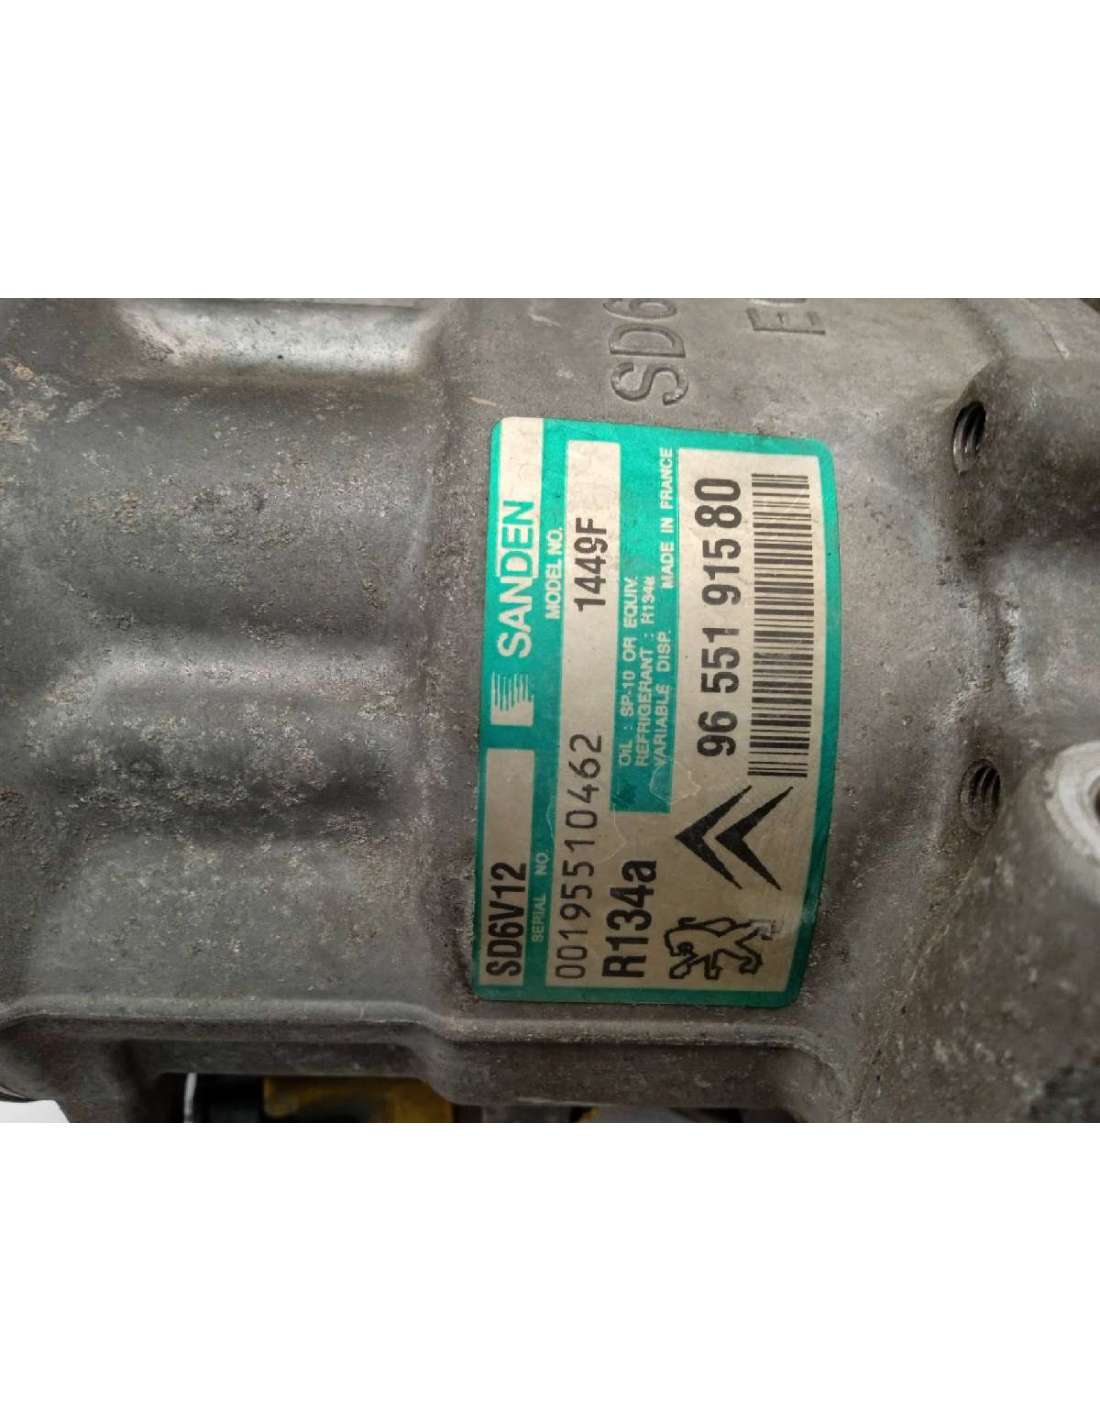 SD6
E
SD6V12
SANDEN
SERIAL NO.
MODEL NO.
00195510462
1449F
R134a
OIL : SP-10 OR EQUIV.
REFRIGERANT : R134a
VARIABLE DISP.
MADE IN FRANCE
96 551 915 80